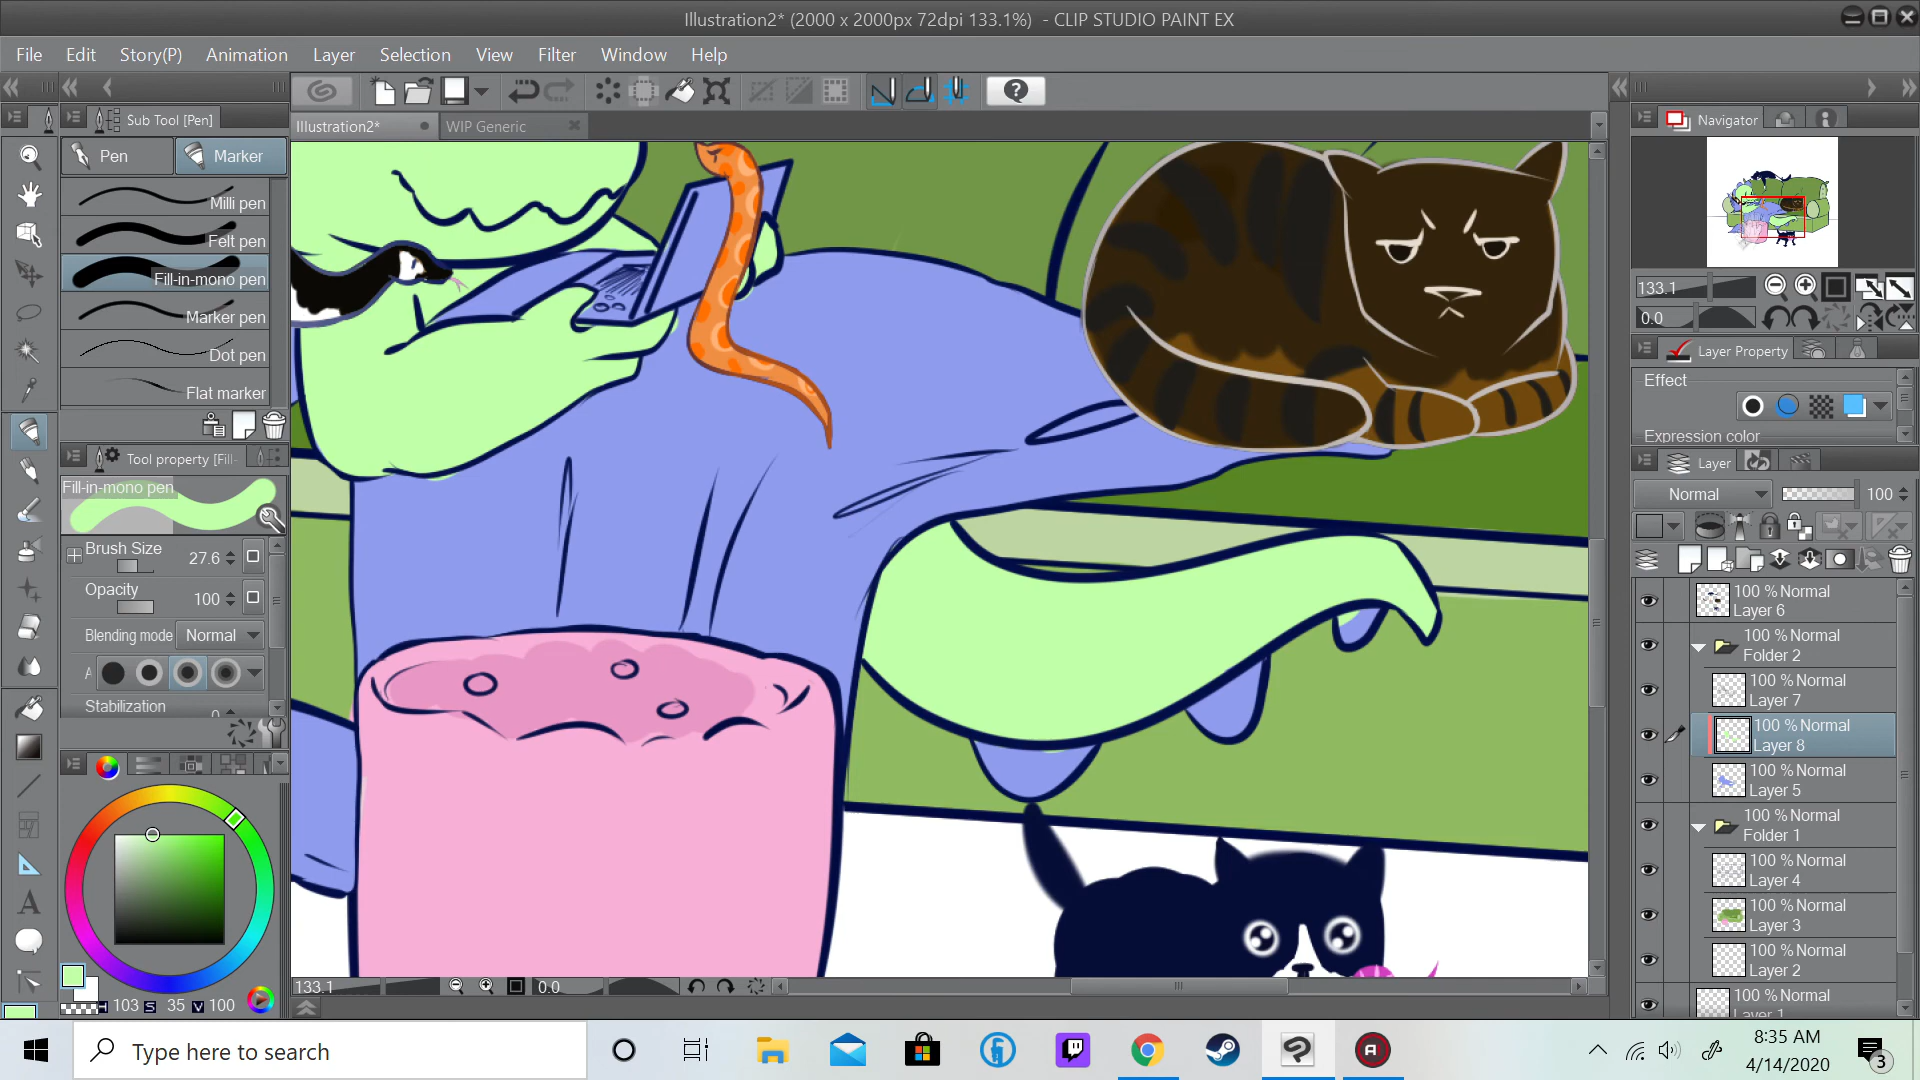 Illustration2* (2000 x 2000px 72dpi 133.1%)  - CLIP STUDIO PAINT EX
File Edit Story(P) Animation Layer Selection View Filter Window Help
Sub Tool [Pen]
Illustration2*
WIP Generic
Pen
Marker
Milli pen
Felt pen
Fill-in-mono pen
Marker pen
Dot pen
Flat marker
Tool property [Fill-
Fill-in-mono pen
Brush Size 27.6
Opacity 100
Blending mode Normal
A
Stabilization
H 103 S 35 V 100
133.1
0.0
Navigator
133.1
0.0
Layer Property
Effect
Expression color
Layer
Normal 100
100 % Normal
Layer 6
100 % Normal
Folder 2
100 % Normal
Layer 7
100 % Normal
Layer 8
100 % Normal
Layer 5
100 % Normal
Folder 1
100 % Normal
Layer 4
100 % Normal
Layer 3
100 % Normal
Layer 2
100 % Normal
Layer 1
Type here to search
8:35 AM
4/14/2020
3